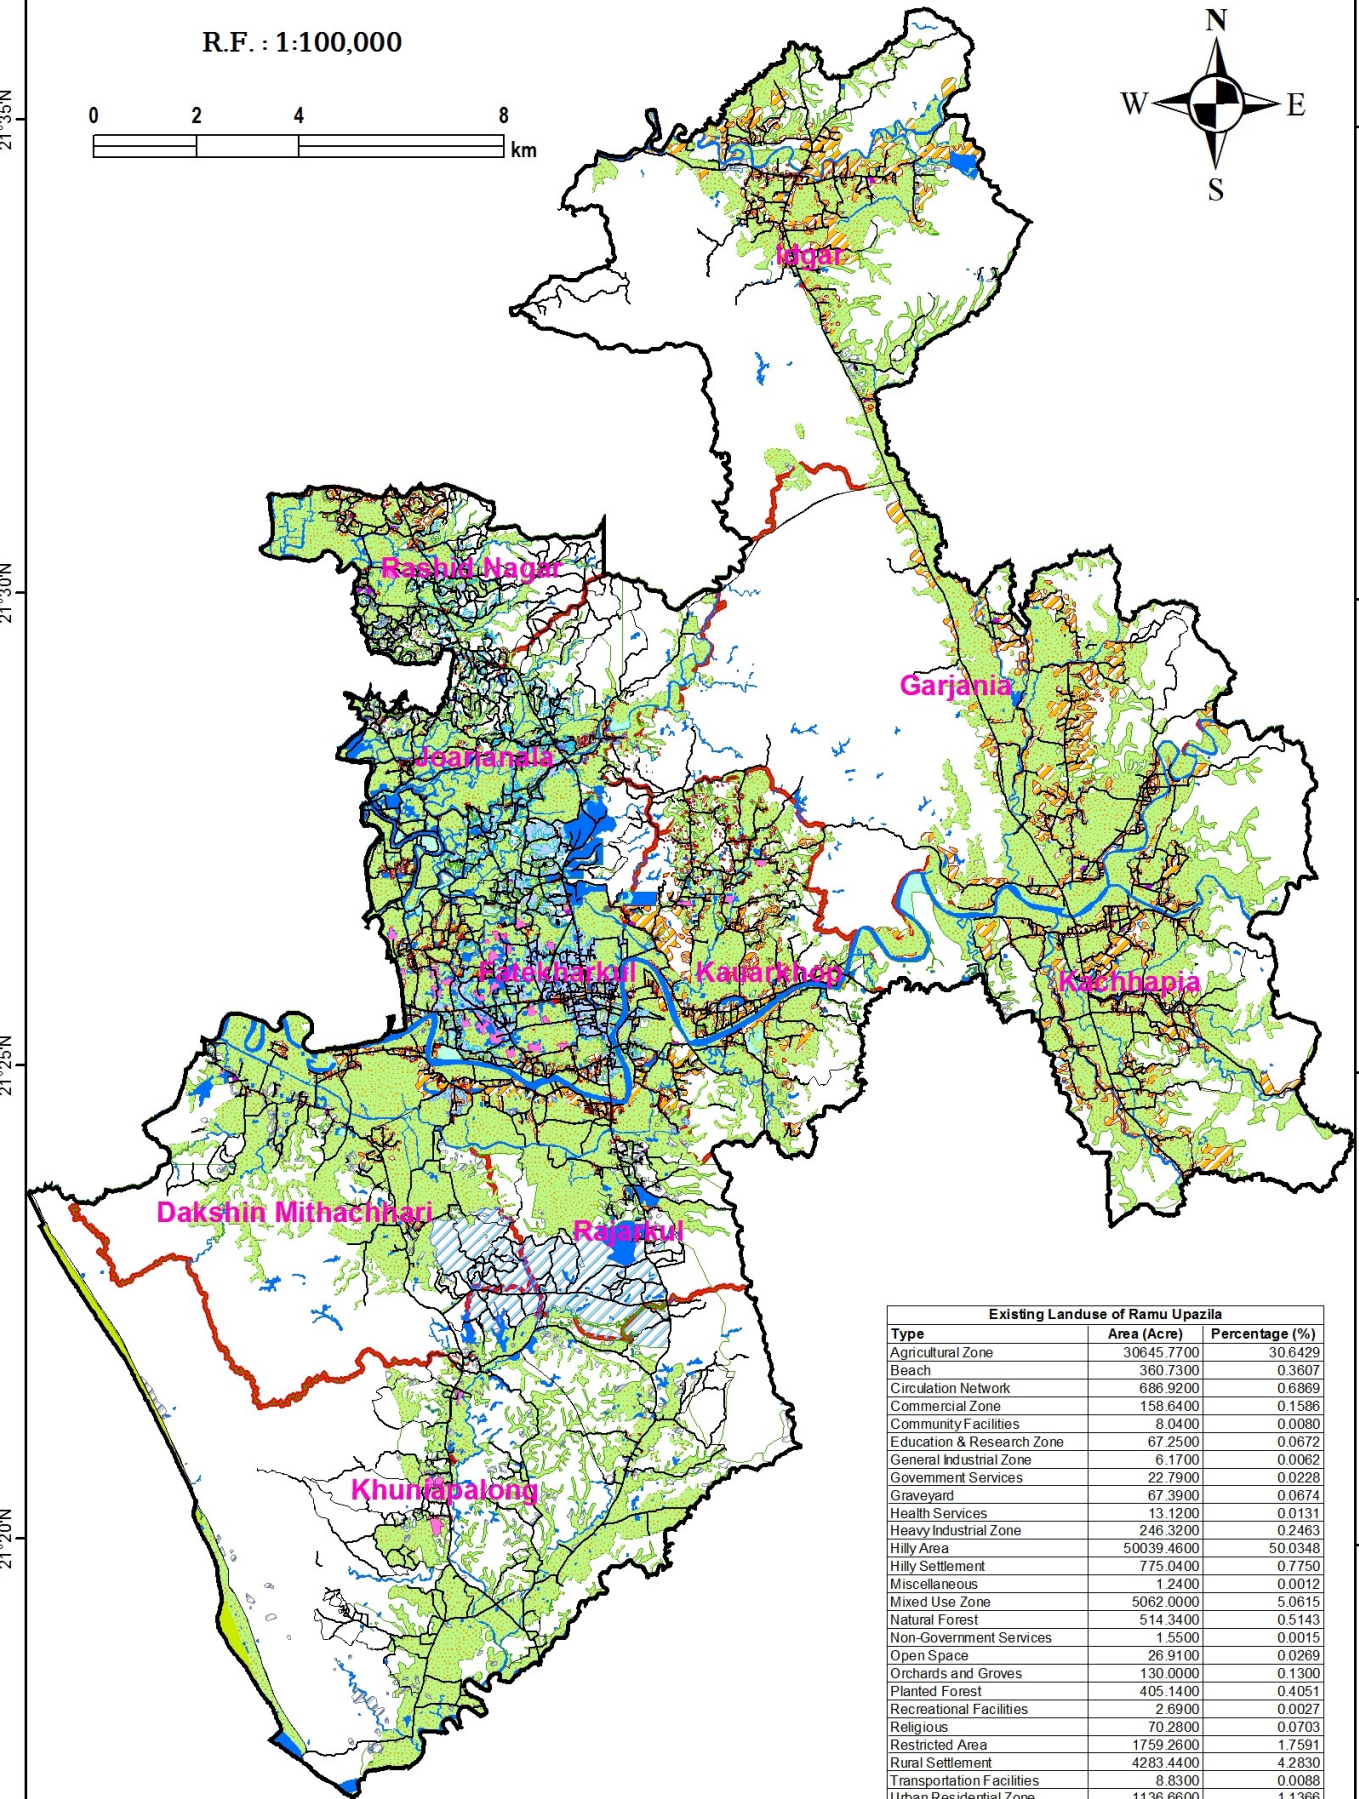 R.F. : 1:100,000
N
W E
S
0 2 4 8
km
21°35'N
21°30'N
21°25'N
21°20'N
Idgar
Rashid Nagar
Garjania
Joarianala
Fatekharkul Kauarkhop
Kachhapia
Dakshin Mithachhari
Rajarkul
Khuniapalong
Existing Landuse of Ramu Upazila
Type Area (Acre) Percentage (%)
Agricultural Zone 30645.7700 30.6429
Beach 360.7300 0.3607
Circulation Network 686.9200 0.6869
Commercial Zone 158.6400 0.1586
Community Facilities 8.0400 0.0080
Education & Research Zone 67.2500 0.0672
General Industrial Zone 6.1700 0.0062
Government Services 22.7900 0.0228
Graveyard 67.3900 0.0674
Health Services 13.1200 0.0131
Heavy Industrial Zone 246.3200 0.2463
Hilly Area 50039.4600 50.0348
Hilly Settlement 775.0400 0.7750
Miscellaneous 1.2400 0.0012
Mixed Use Zone 5062.0000 5.0615
Natural Forest 514.3400 0.5143
Non-Government Services 1.5500 0.0015
Open Space 26.9100 0.0269
Orchards and Groves 130.0000 0.1300
Planted Forest 405.1400 0.4051
Recreational Facilities 2.6900 0.0027
Religious 70.2800 0.0703
Restricted Area 1759.2600 1.7591
Rural Settlement 4283.4400 4.2830
Transportation Facilities 8.8300 0.0088
Urban Residential Zone 1136.6600 1.1366